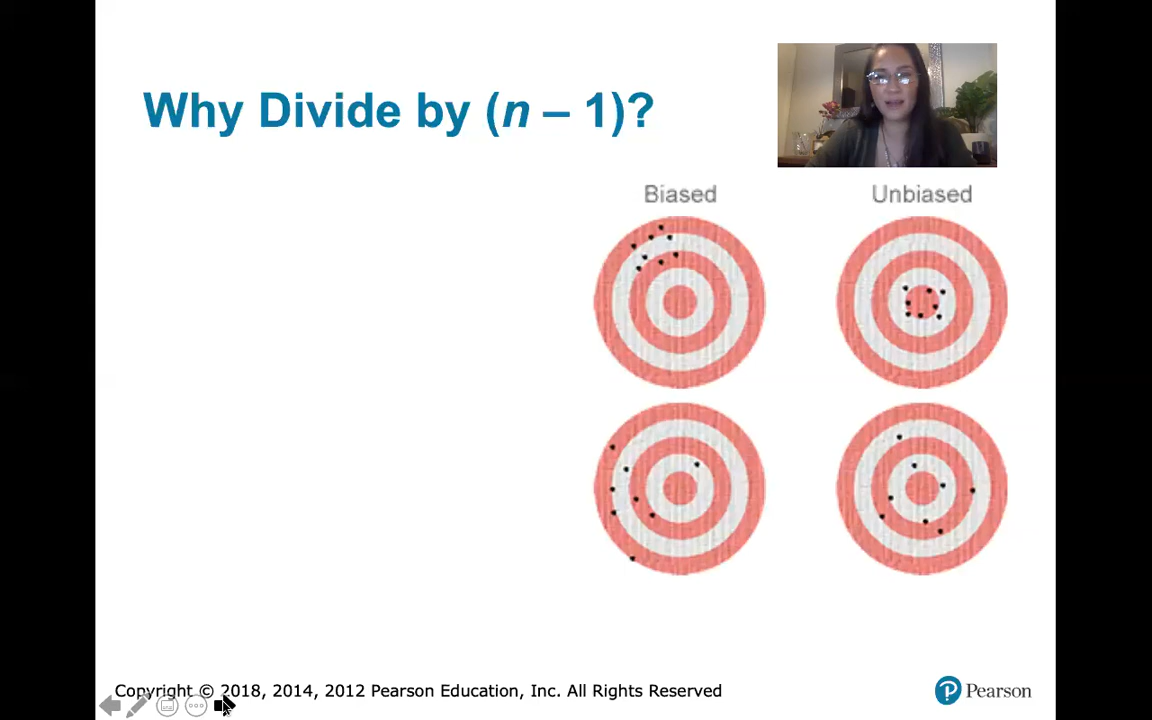 Why Divide by (n – 1)?
Biased
Unbiased
Copyright © 2018, 2014, 2012 Pearson Education, Inc. All Rights Reserved
Pearson